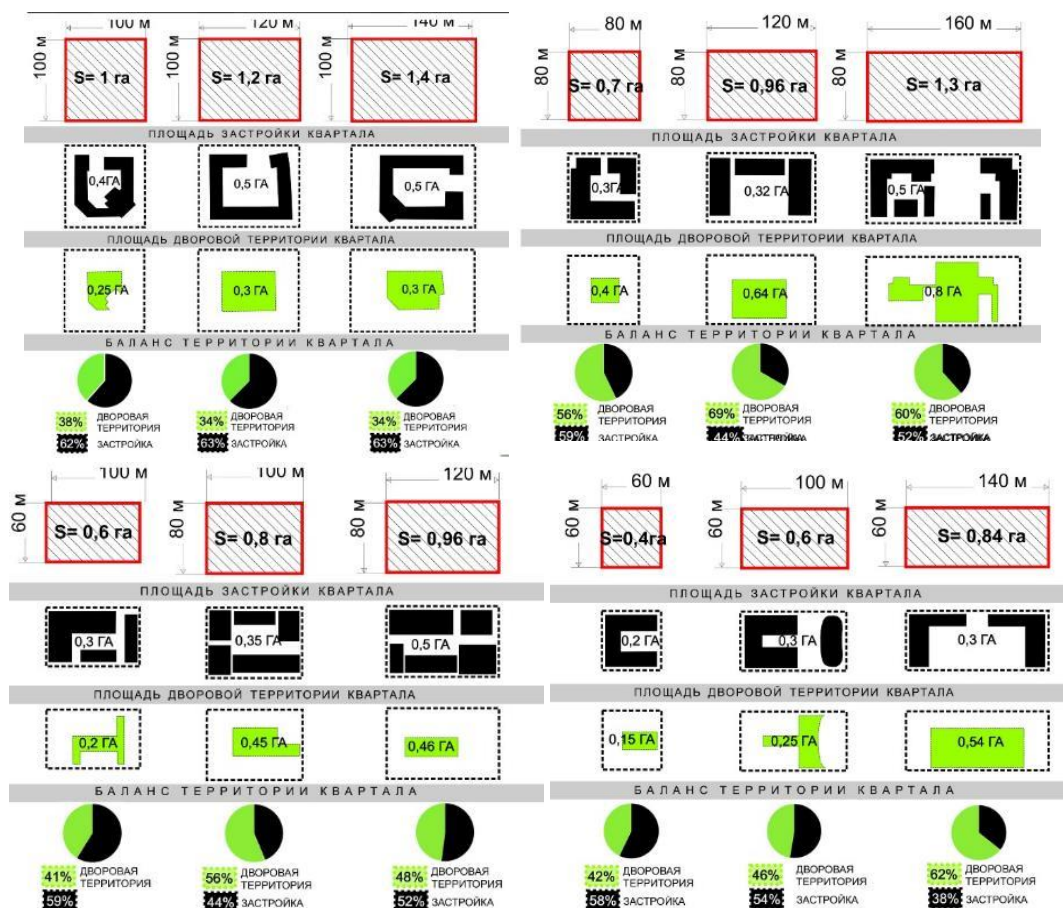 100 м 120 м 140 м
100 м 100 м 100 м
S= 1 га S= 1,2 га S= 1,4 га
ПЛОЩАДЬ ЗАСТРОЙКИ КВАРТАЛА
0,4ГА 0,5 ГА 0,5 ГА
ПЛОЩАДЬ ДВОРОВОЙ ТЕРРИТОРИИ КВАРТАЛА
0,25 ГА 0,3 ГА 0,3 ГА
БАЛАНС ТЕРРИТОРИИ КВАРТАЛА
38% ДВОРОВАЯ ТЕРРИТОРИЯ 34% ДВОРОВАЯ ТЕРРИТОРИЯ 34% ДВОРОВАЯ ТЕРРИТОРИЯ
62% ЗАСТРОЙКА 63% ЗАСТРОЙКА 63% ЗАСТРОЙКА
80 м 120 м 160 м
80 м 80 м 80 м
S= 0,7 га S= 0,96 га S= 1,3 га
ПЛОЩАДЬ ЗАСТРОЙКИ КВАРТАЛА
0,3ГА 0,32 ГА 0,5 ГА
ПЛОЩАДЬ ДВОРОВОЙ ТЕРРИТОРИИ КВАРТАЛА
0,4 ГА 0,64 ГА 0,8 ГА
БАЛАНС ТЕРРИТОРИИ КВАРТАЛА
56% ДВОРОВАЯ ТЕРРИТОРИЯ 69% ДВОРОВАЯ ТЕРРИТОРИЯ 60% ДВОРОВАЯ ТЕРРИТОРИЯ
59% ЗАСТРОЙКА 44% ЗАСТРОЙКА 52% ЗАСТРОЙКА
100 м 100 м 120 м
60 м 80 м 80 м
S= 0,6 га S= 0,8 га S= 0,96 га
ПЛОЩАДЬ ЗАСТРОЙКИ КВАРТАЛА
0,3 ГА 0,35 ГА 0,5 ГА
ПЛОЩАДЬ ДВОРОВОЙ ТЕРРИТОРИИ КВАРТАЛА
0,2 ГА 0,45 ГА 0,46 ГА
БАЛАНС ТЕРРИТОРИИ КВАРТАЛА
41% ДВОРОВАЯ ТЕРРИТОРИЯ 56% ДВОРОВАЯ ТЕРРИТОРИЯ 48% ДВОРОВАЯ ТЕРРИТОРИЯ
59% 44% ЗАСТРОЙКА 52% ЗАСТРОЙКА
60 м 100 м 140 м
60 м 60 м 60 м
S=0,4га S= 0,6 га S= 0,84 га
ПЛОЩАДЬ ЗАСТРОЙКИ КВАРТАЛА
0,2 ГА 0,3 ГА 0,3 ГА
ПЛОЩАДЬ ДВОРОВОЙ ТЕРРИТОРИИ КВАРТАЛА
0,15 ГА 0,25 ГА 0,54 ГА
БАЛАНС ТЕРРИТОРИИ КВАРТАЛА
42% ДВОРОВАЯ ТЕРРИТОРИЯ 46% ДВОРОВАЯ ТЕРРИТОРИЯ 62% ДВОРОВАЯ ТЕРРИТОРИЯ
58% ЗАСТРОЙКА 54% ЗАСТРОЙКА 38% ЗАСТРОЙКА